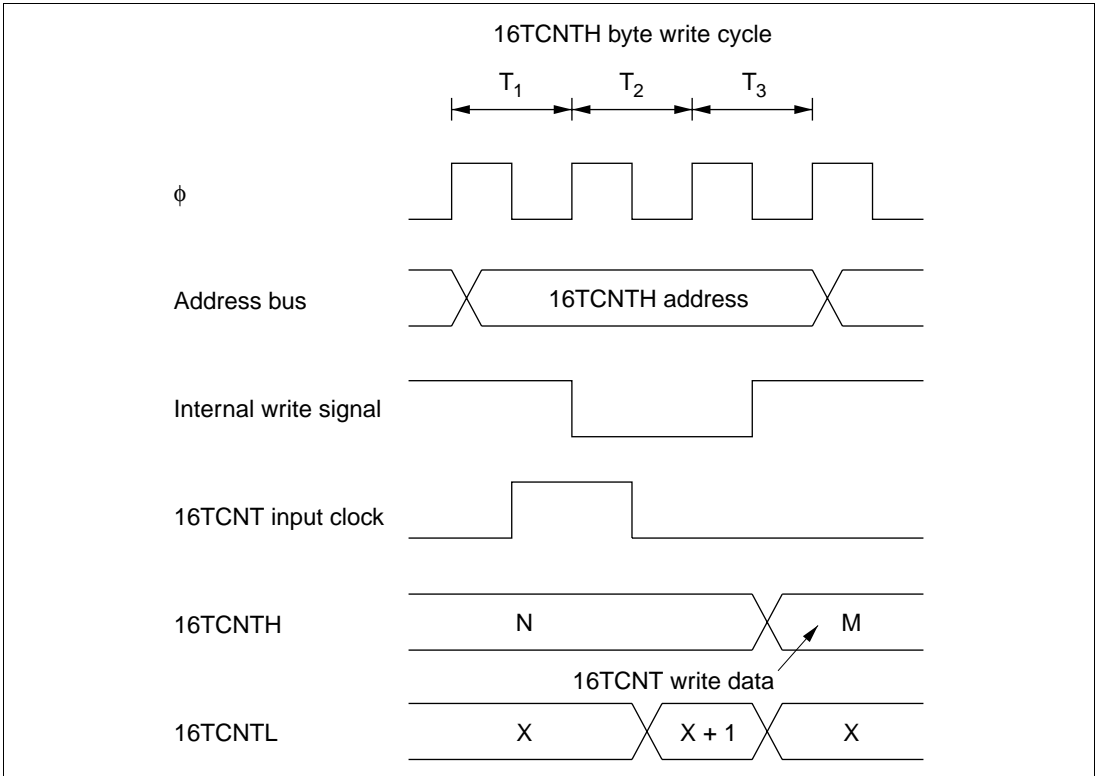 16TCNTH byte write cycle
T₁ T₂ T₃
ϕ
Address bus 16TCNTH address
Internal write signal
16TCNT input clock
16TCNTH N M
16TCNT write data
16TCNTL X X + 1 X